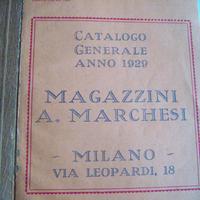 CATALOGO
GENERALE
ANNO 1929
MAGAZZINI
A. MARCHESI
- MILANO -
VIA LEOPARDI, 18